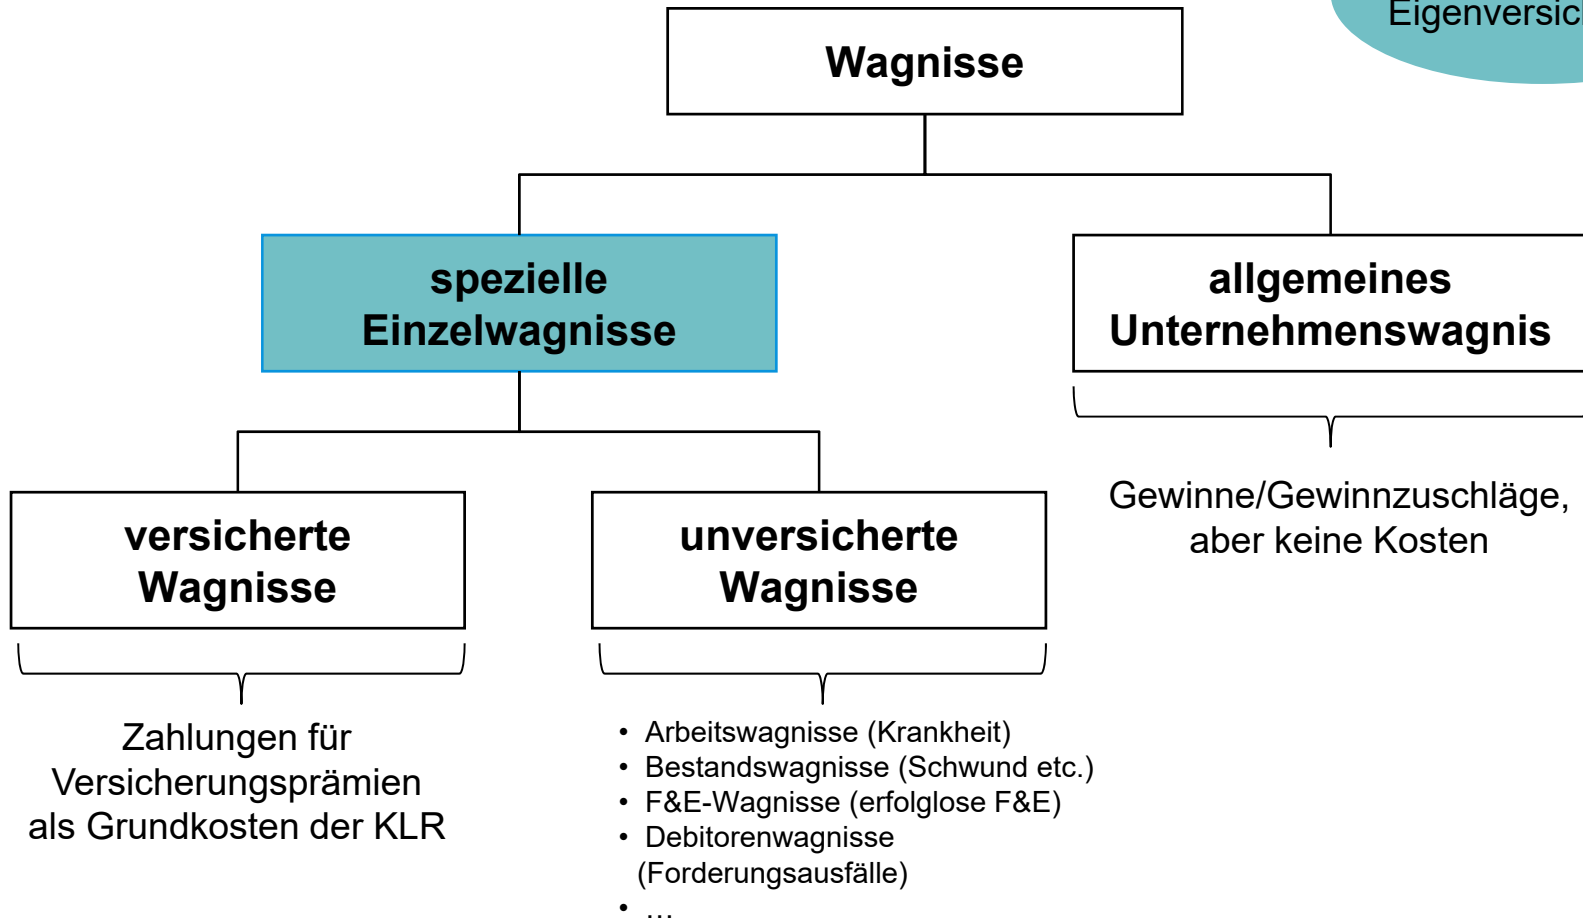 Wagnisse
spezielle
Einzelwagnisse
allgemeines
Unternehmenswagnis
versicherte
Wagnisse
unversicherte
Wagnisse
Gewinne/Gewinnzuschläge,
aber keine Kosten
Zahlungen für
Versicherungsprämien
als Grundkosten der KLR
• Arbeitswagnisse (Krankheit)
• Bestandswagnisse (Schwund etc.)
• F&E-Wagnisse (erfolglose F&E)
• Debitorenwagnisse
(Forderungsausfälle)
• …